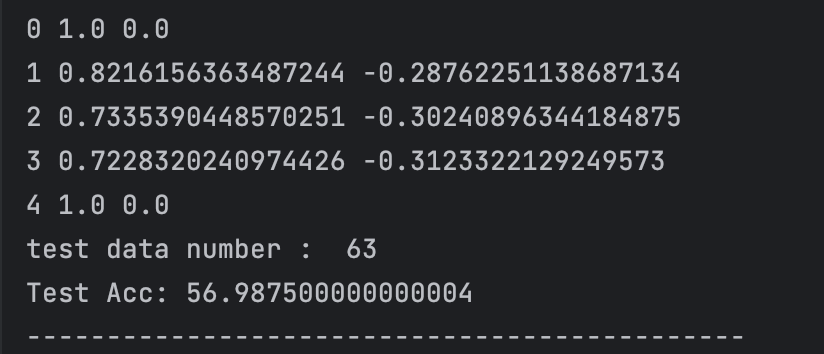 0 1.0 0.0
1 0.8216156363487244 -0.28762251138687134
2 0.7335390448570251 -0.30240896344184875
3 0.7228320240974426 -0.3123322129249573
4 1.0 0.0
test data number :  63
Test Acc: 56.987500000000004
---------------------------------------------